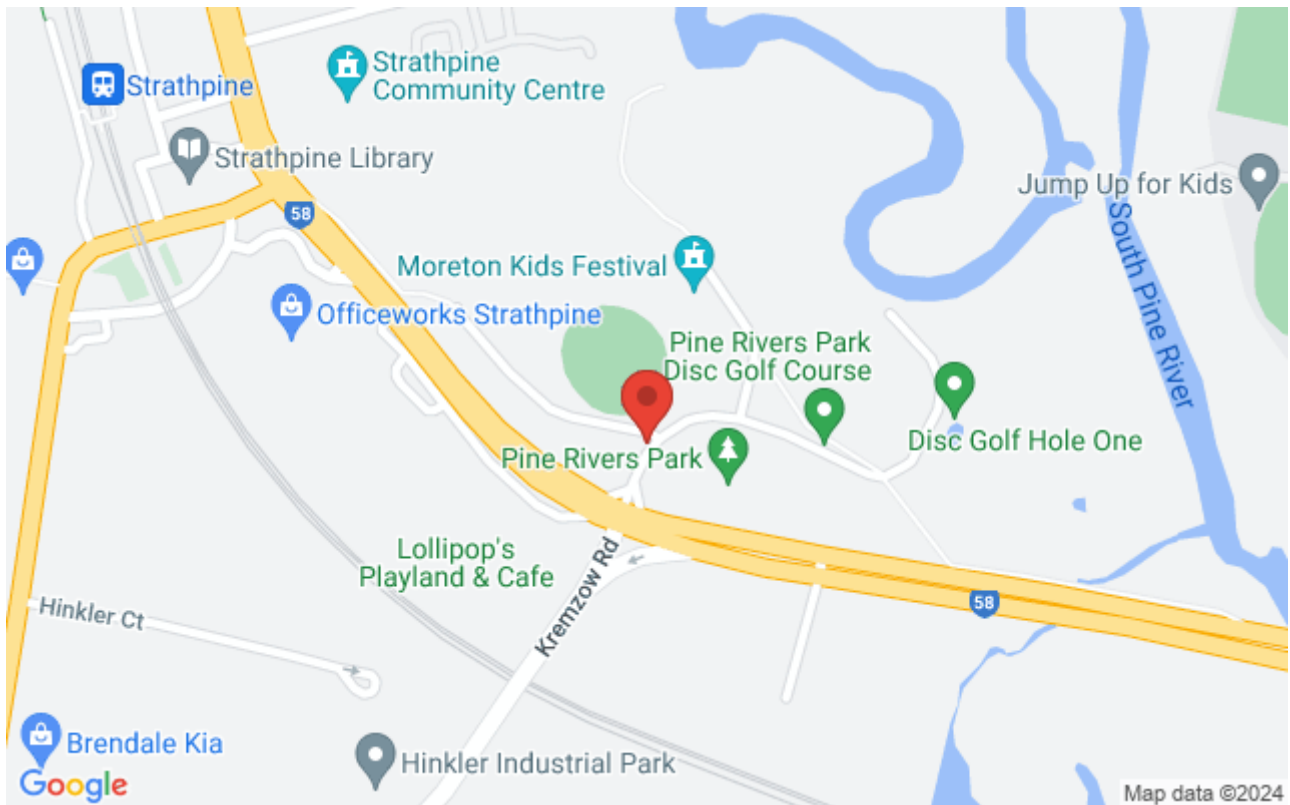 Strathpine
Strathpine
Community Centre
Strathpine Library
Jump Up for Kids
58
South Pine River
Moreton Kids Festival
Officeworks Strathpine
Pine Rivers Park
Disc Golf Course
Disc Golf Hole One
Pine Rivers Park
Lollipop's
Playland & Cafe
Kremzow Rd
58
Hinkler Ct
Brendale Kia
Hinkler Industrial Park
Google
Map data ©2024